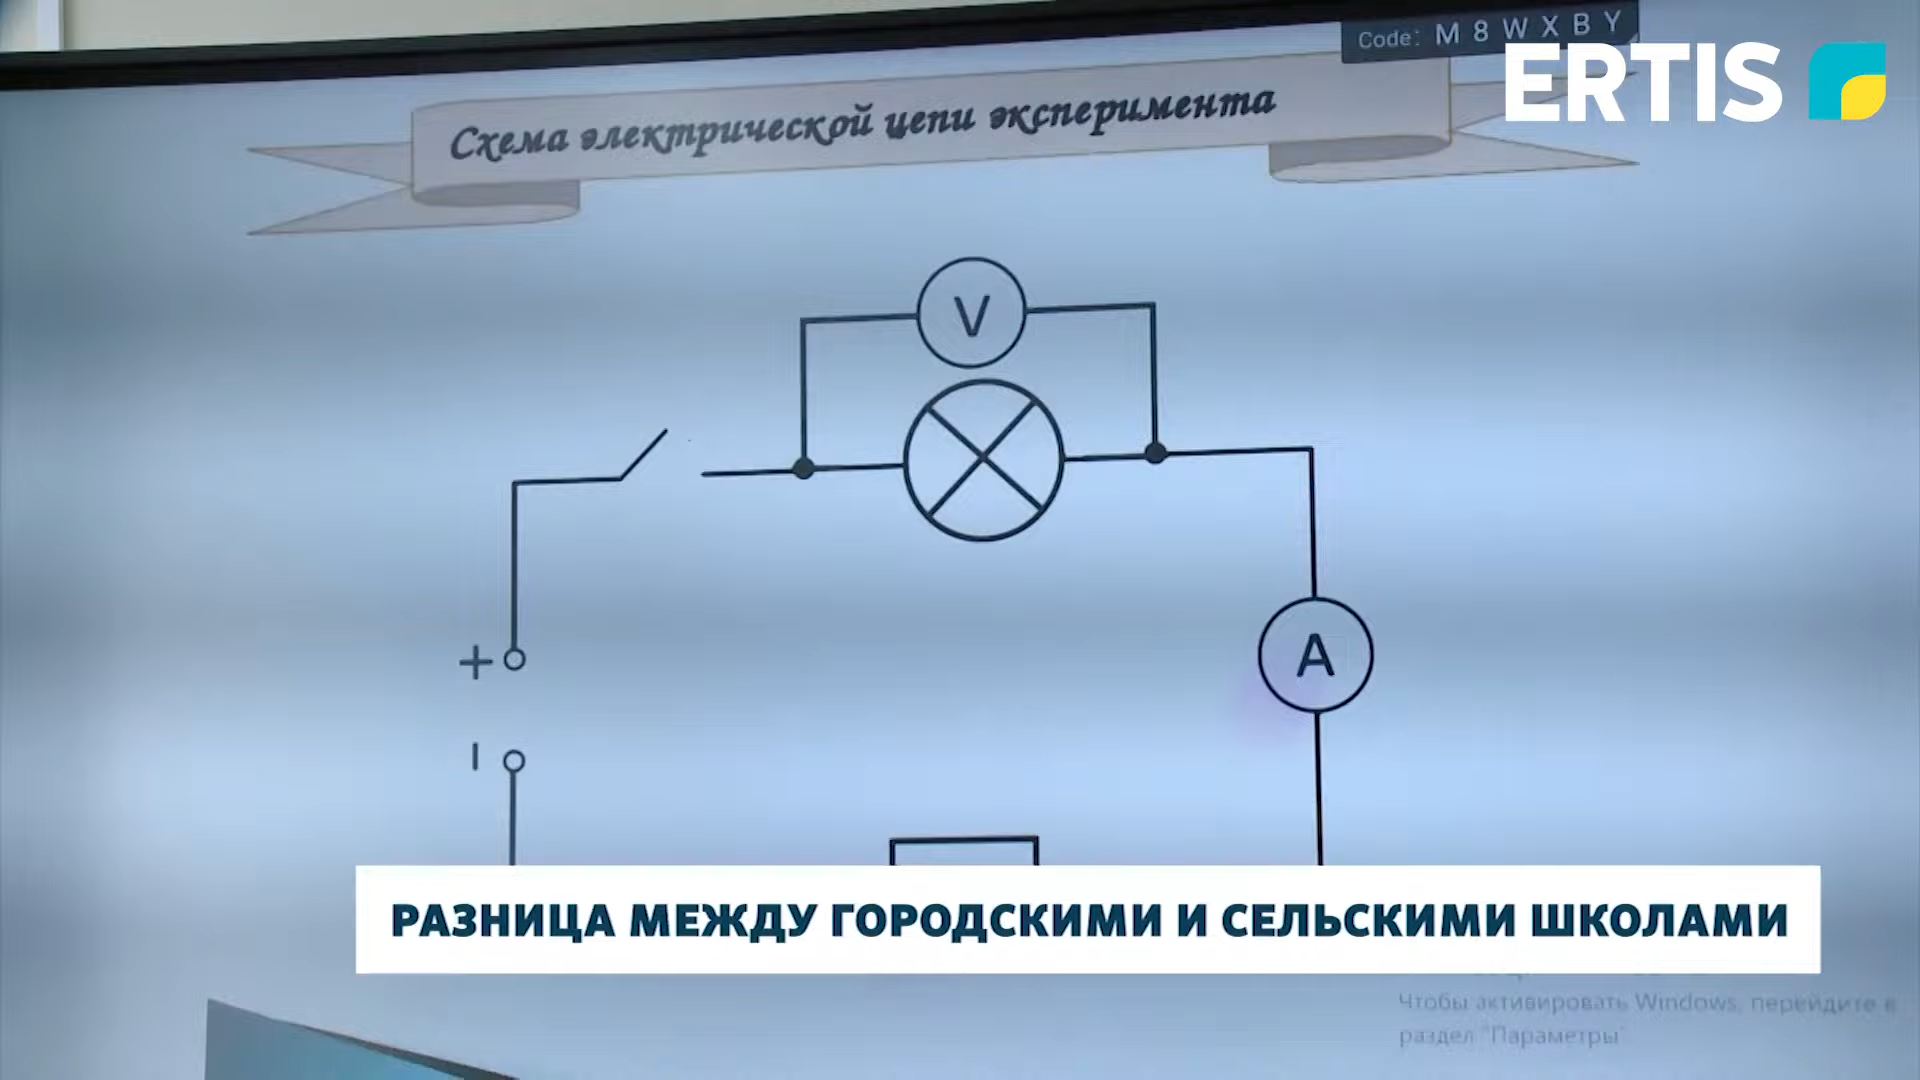 Code: M 8 W X B Y
ERTIS
Схема электрической цепи эксперимента
V
A
+
РАЗНИЦА МЕЖДУ ГОРОДСКИМИ И СЕЛЬСКИМИ ШКОЛАМИ
Чтобы активировать Windows, перейдите в
раздел "Параметры"